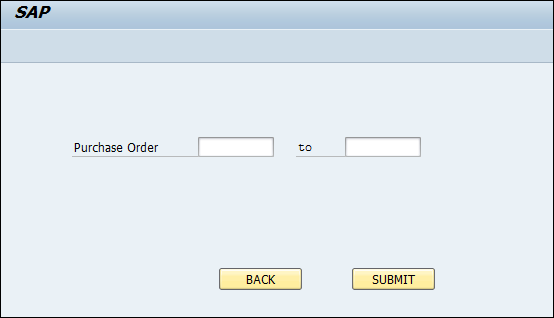 SAP
Purchase Order to
BACK SUBMIT